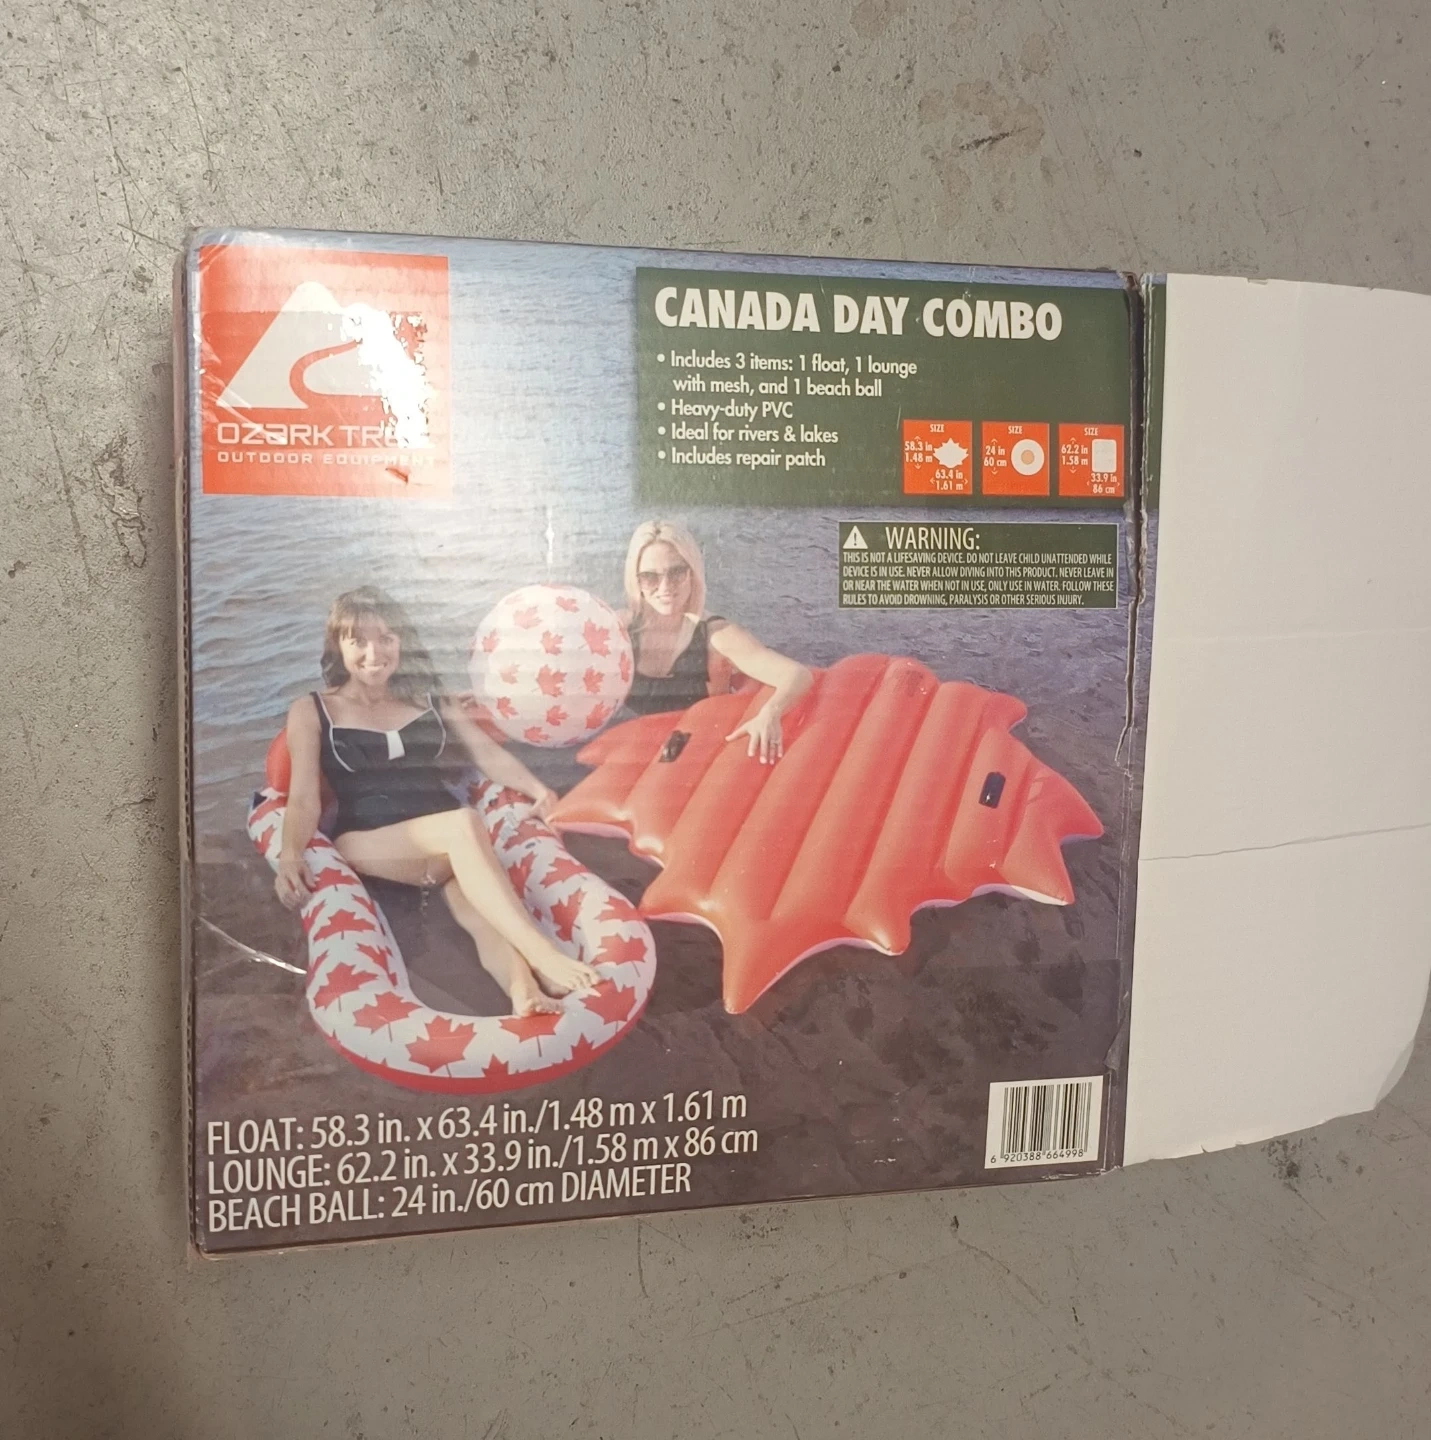 OZARK
OUTDOOR EQUIPMENT
CANADA DAY COMBO
• Includes 3 items: 1 float, 1 lounge
with mesh, and 1 beach ball
• Heavy-duty PVC
• Ideal for rivers & lakes
• Includes repair patch
SIZE
58.3 in
1.48 m
63.4 in
1.61 m
SIZE
24 in
60 cm
SIZE
62.2 in
1.58 m
33.9 in
86 cm
WARNING:
THIS IS NOT A LIFESAVING DEVICE. DO NOT LEAVE CHILD UNATTENDED WHILE
DEVICE IS IN USE. NEVER ALLOW DIVING INTO THIS PRODUCT. NEVER LEAVE IN
OR NEAR THE WATER WHEN NOT IN USE, ONLY USE IN WATER. FOLLOW THESE
RULES TO AVOID DROWNING, PARALYSIS OR OTHER SERIOUS INJURY.
FLOAT: 58.3 in. x 63.4 in./1.48 m x 1.61 m
LOUNGE: 62.2 in. x 33.9 in./1.58 m x 86 cm
BEACH BALL: 24 in./60 cm DIAMETER
6 920388 664998